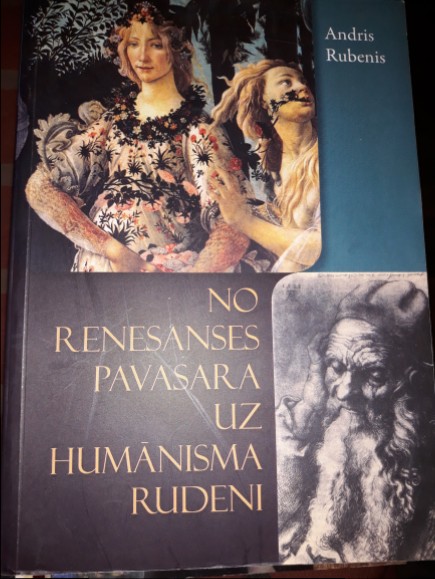 Andris
Rubenis
NO
RENESANSES
PAVASARA
UZ
HUMĀNISMA
RUDENI